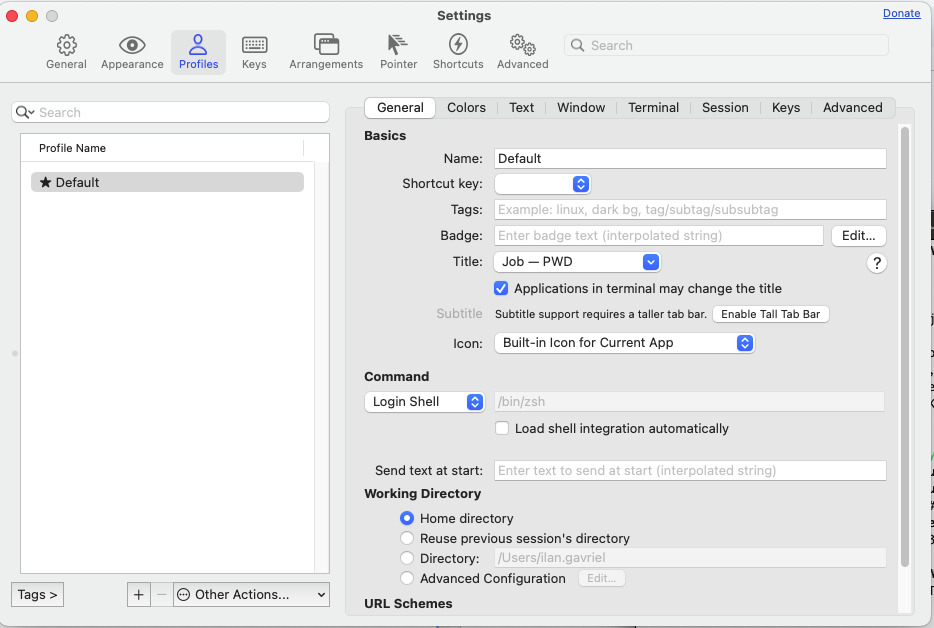 Settings
Donate
General Appearance Profiles Keys Arrangements Pointer Shortcuts Advanced Search
Search
Profile Name
★ Default
Tags > + − Other Actions...
General Colors Text Window Terminal Session Keys Advanced
Basics
Name: Default
Shortcut key:
Tags: Example: linux, dark bg, tag/subtag/subsubtag
Badge: Enter badge text (interpolated string) Edit...
Title: Job — PWD ?
Applications in terminal may change the title
Subtitle Subtitle support requires a taller tab bar. Enable Tall Tab Bar
Icon: Built-in Icon for Current App
Command
Login Shell /bin/zsh
Load shell integration automatically
Send text at start: Enter text to send at start (interpolated string)
Working Directory
Home directory
Reuse previous session's directory
Directory: /Users/ilan.gavriel
Advanced Configuration Edit...
URL Schemes